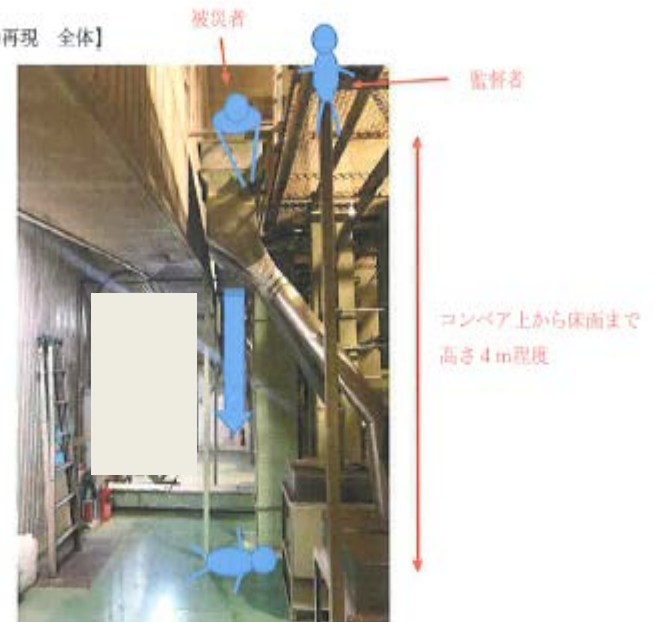 再現 全体】
被災者
監督者
コンベア上から床面まで
高さ4m程度